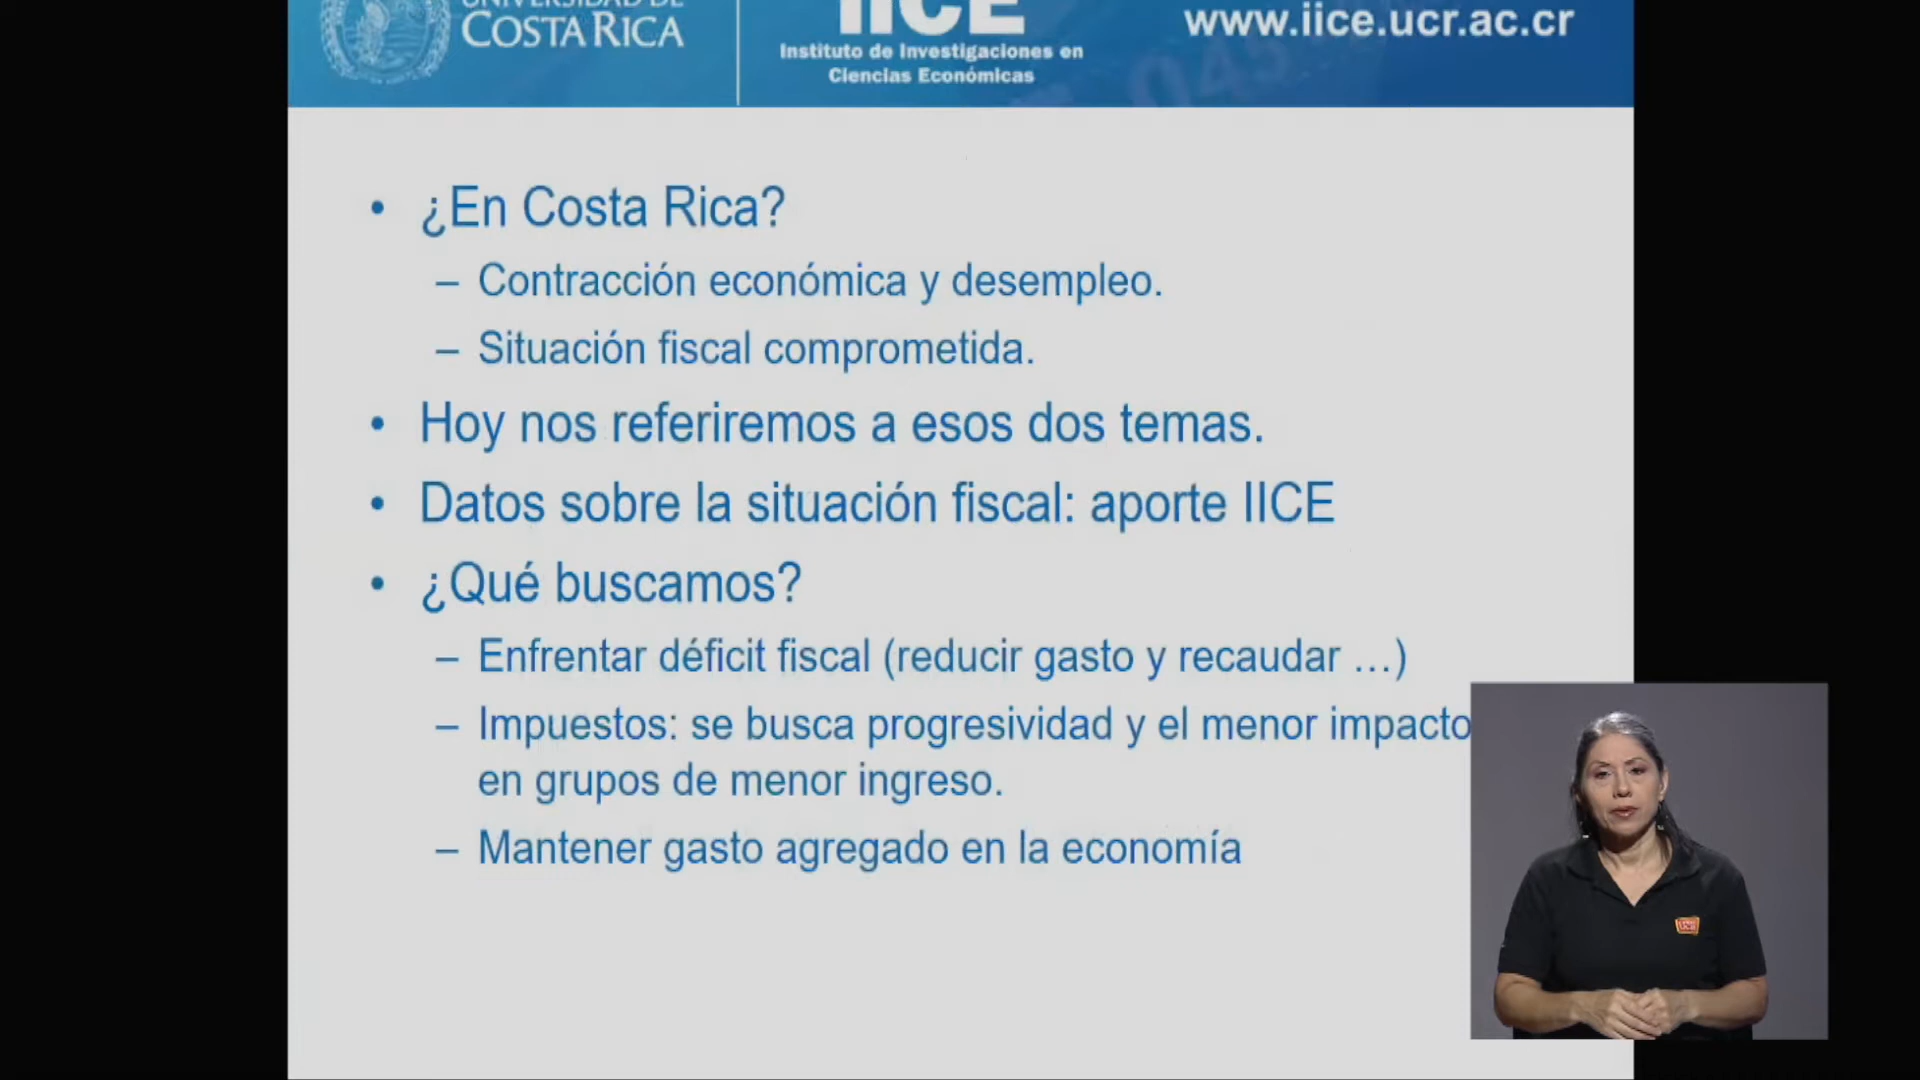 UNIVERSIDAD DE
COSTA RICA
IICE
Instituto de Investigaciones en
Ciencias Económicas
www.iice.ucr.ac.cr
• ¿En Costa Rica?
– Contracción económica y desempleo.
– Situación fiscal comprometida.
• Hoy nos referiremos a esos dos temas.
• Datos sobre la situación fiscal: aporte IICE
• ¿Qué buscamos?
– Enfrentar déficit fiscal (reducir gasto y recaudar …)
– Impuestos: se busca progresividad y el menor impacto
en grupos de menor ingreso.
– Mantener gasto agregado en la economía